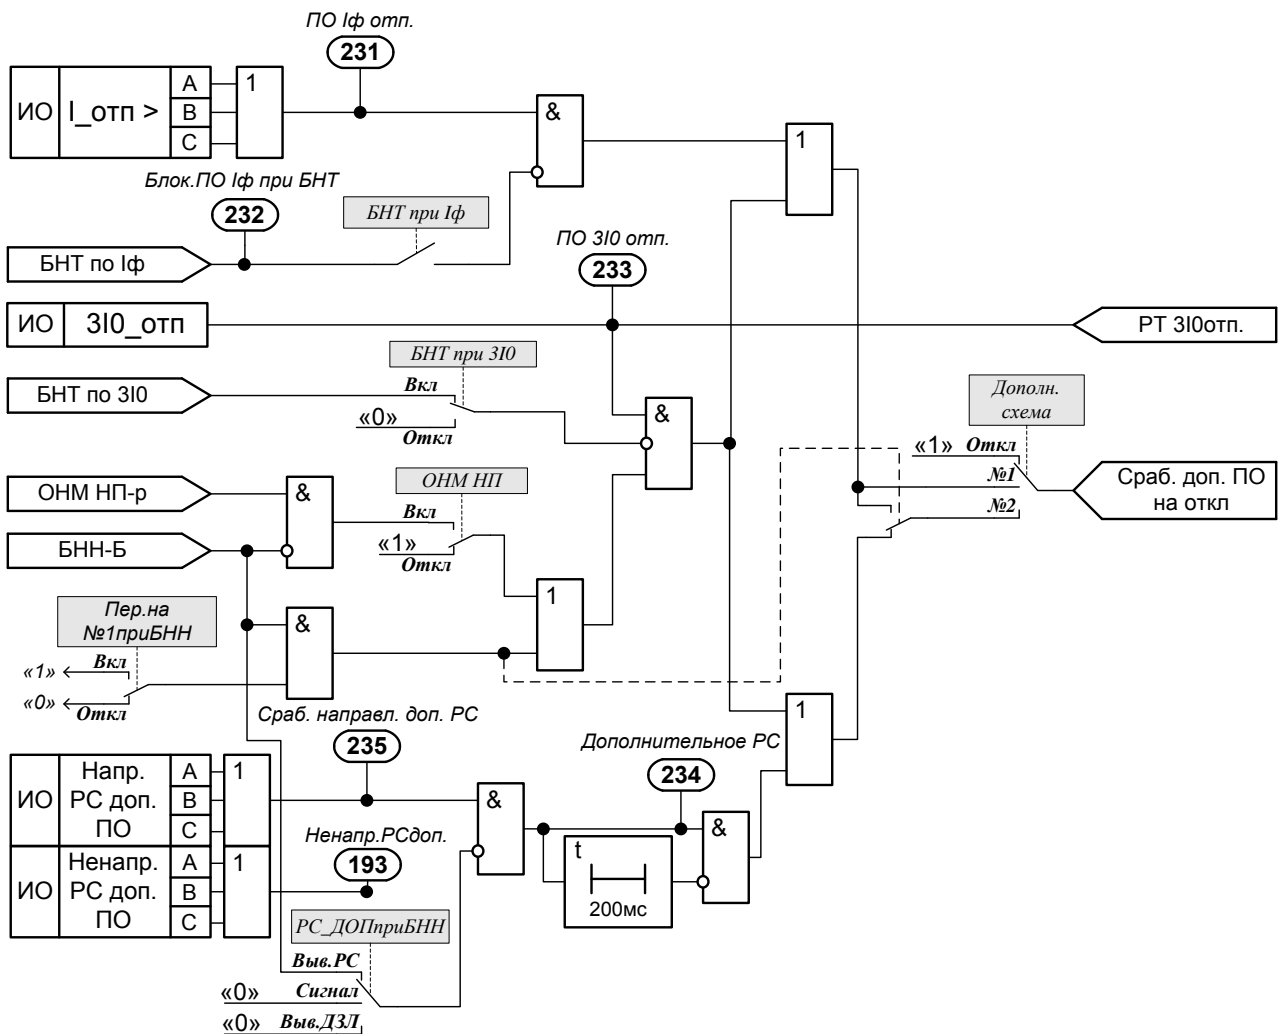 ПО Iф отп.
231
ИО
I_отп >
A
B
C
1
&
1
Блок.ПО Iф при БНТ
232
БНТ при Iф
БНТ по Iф
ПО 3I0 отп.
233
ИО
3I0_отп
РТ 3I0отп.
БНТ при 3I0
БНТ по 3I0
Вкл
«0»
Откл
&
Дополн.
схема
«1» Откл
№1
№2
Сраб. доп. ПО
на откл
ОНМ НП-р
&
ОНМ НП
Вкл
«1»
Откл
БНН-Б
1
Пер.на
№1приБНН
&
«1»
Вкл
«0»
Откл
Сраб. направл. доп. РС
235
Дополнительное РС
234
1
ИО
Напр.
РС доп.
ПО
A
B
C
1
&
&
Ненапр.РСдоп.
193
ИО
Ненапр.
РС доп.
ПО
A
B
C
1
t
200мс
РС_ДОПприБНН
Выв.РС
«0» Сигнал
«0» Выв.ДЗЛ